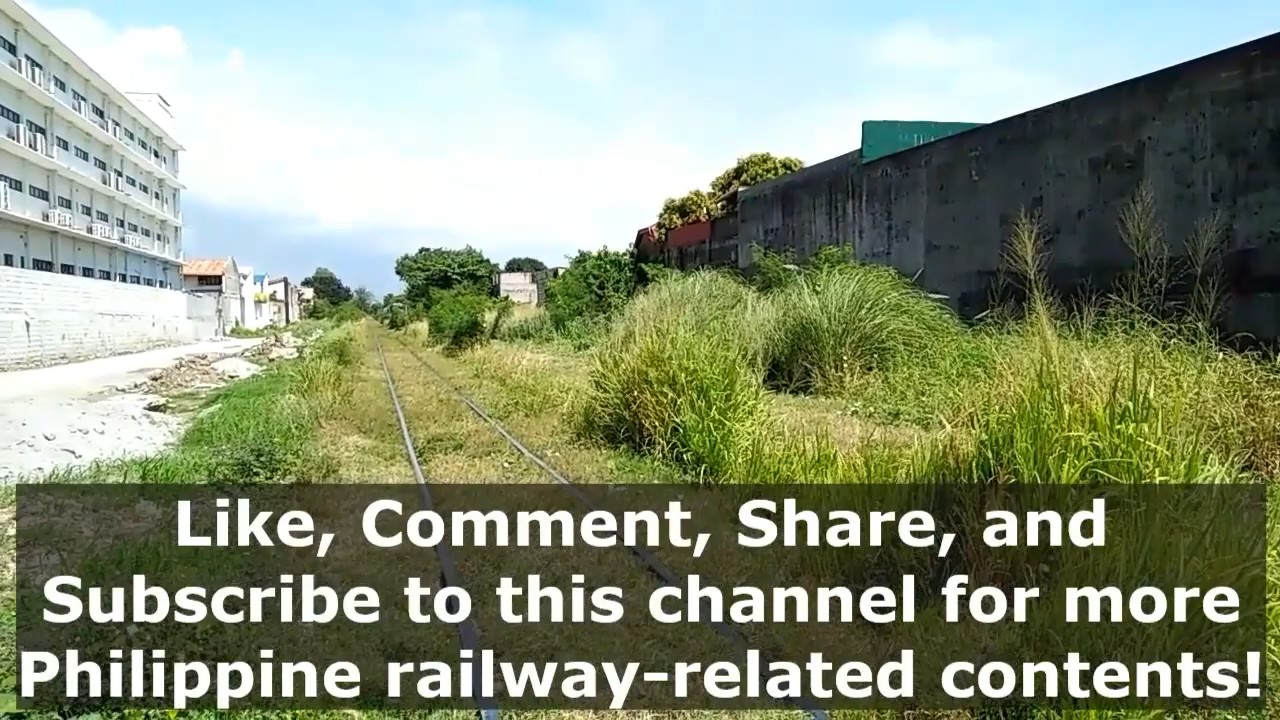 Like, Comment, Share, and
Subscribe to this channel for more
Philippine railway-related contents!